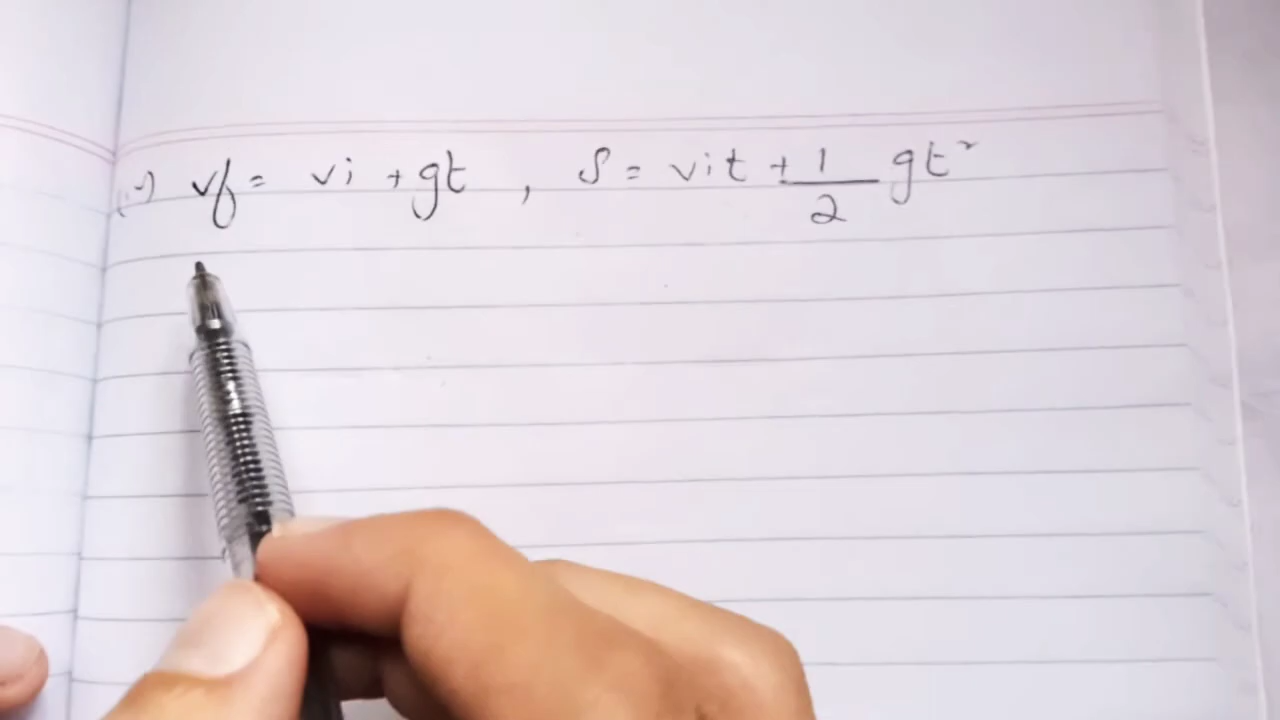 (i) vf = vi + gt , S = vit + 1/2 gt²